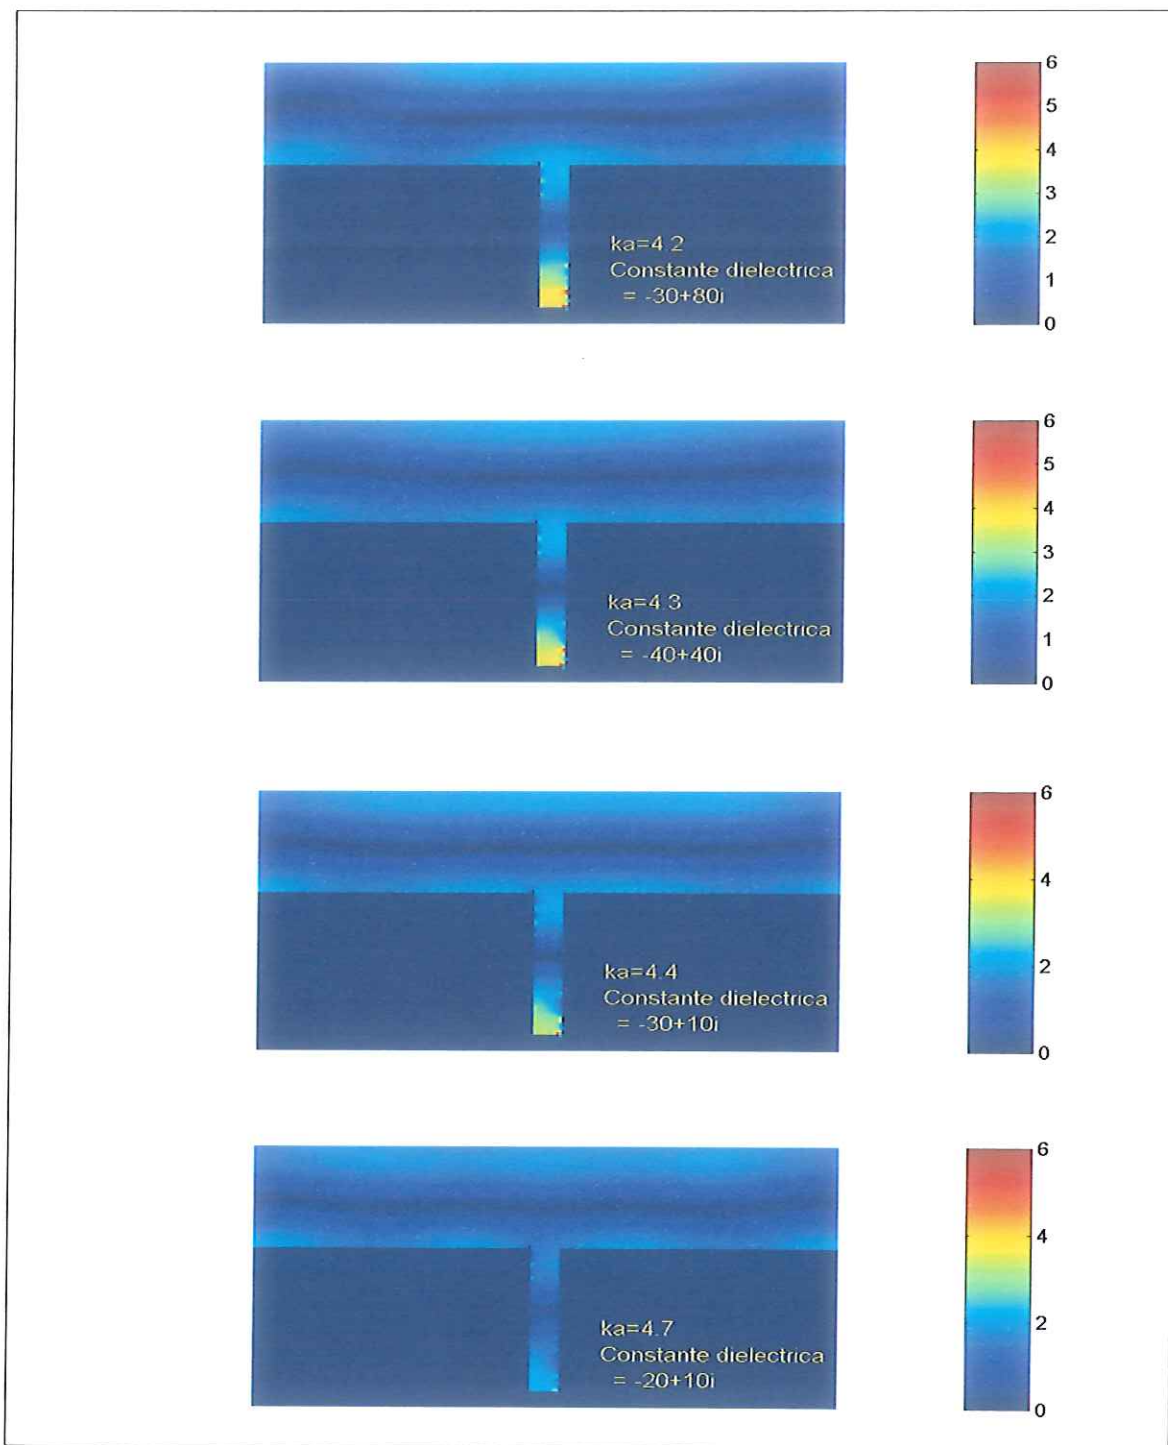 6
5
4
3
2
1
0
ka=4.2
Constante dielectrica
= -30+80i
6
5
4
3
2
1
0
ka=4.3
Constante dielectrica
= -40+40i
6
4
2
0
ka=4.4
Constante dielectrica
= -30+10i
6
4
2
0
ka=4.7
Constante dielectrica
= -20+10i